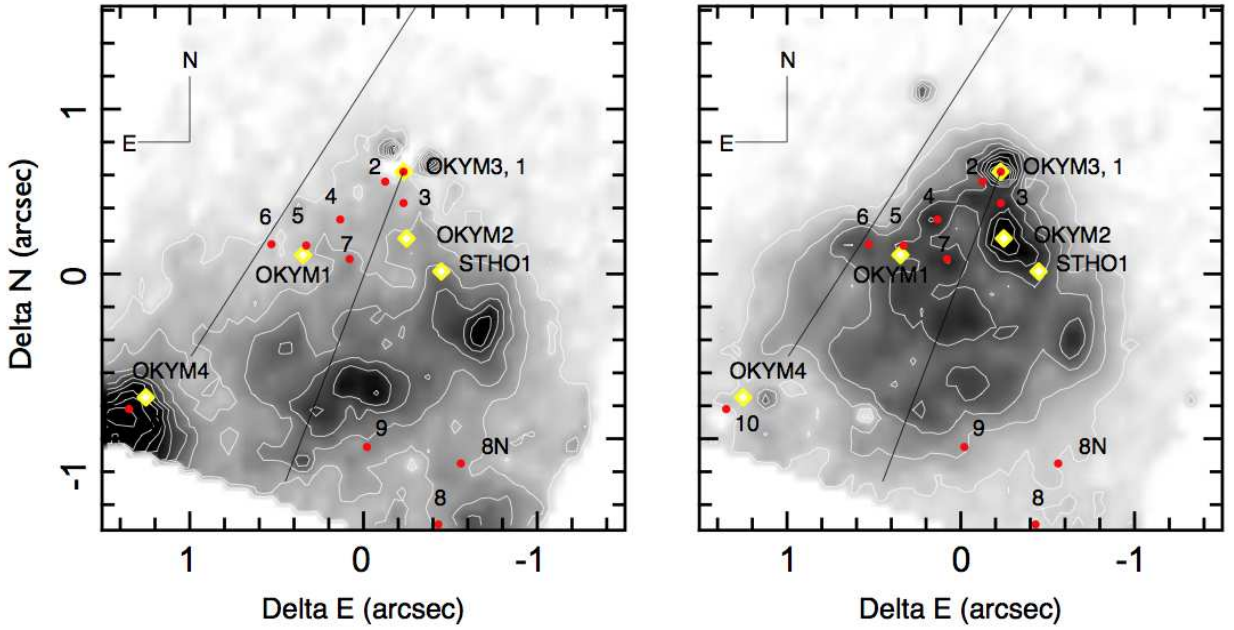 N
E
1
0
-1
Delta N (arcsec)
2
OKYM3, 1
4
3
6
5
7
OKYM2
OKYM1
STHO1
OKYM4
9
8N
8
1
0
-1
Delta E (arcsec)
N
E
2
OKYM3, 1
4
3
6
5
7
OKYM2
OKYM1
STHO1
OKYM4
10
9
8N
8
1
0
-1
Delta E (arcsec)